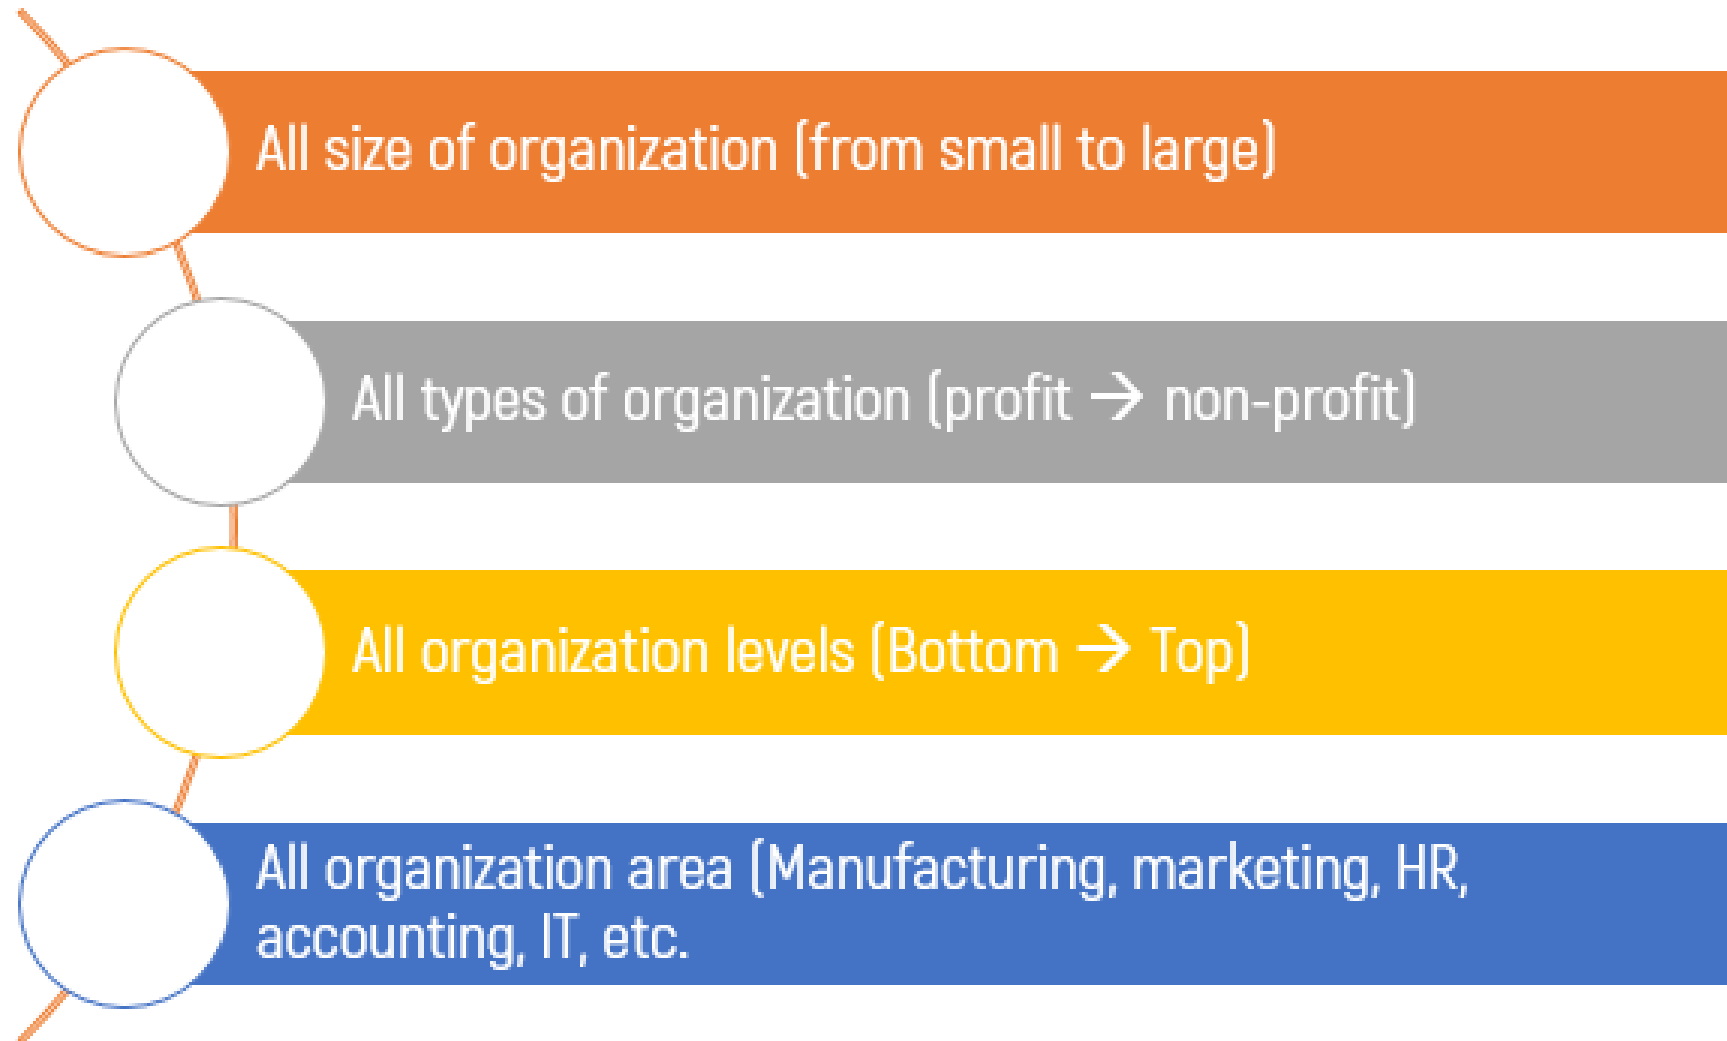 All size of organization (from small to large)
All types of organization (profit → non-profit)
All organization levels (Bottom → Top)
All organization area (Manufacturing, marketing, HR,
accounting, IT, etc.